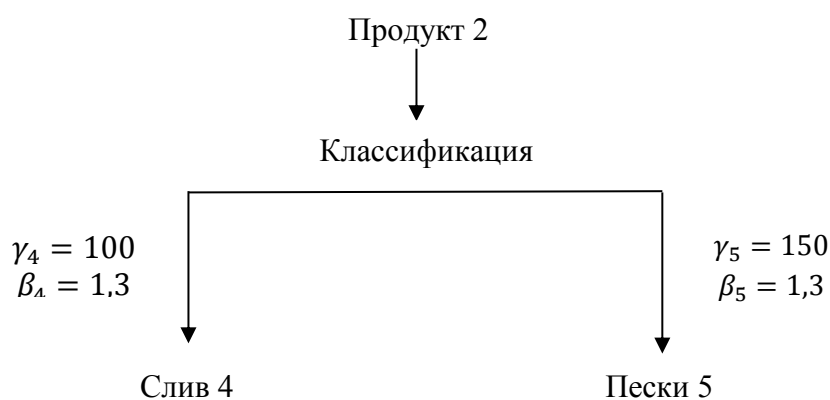 Продукт 2
Классификация
γ₄ = 100
β₄ = 1,3
γ₅ = 150
β₅ = 1,3
Слив 4
Пески 5